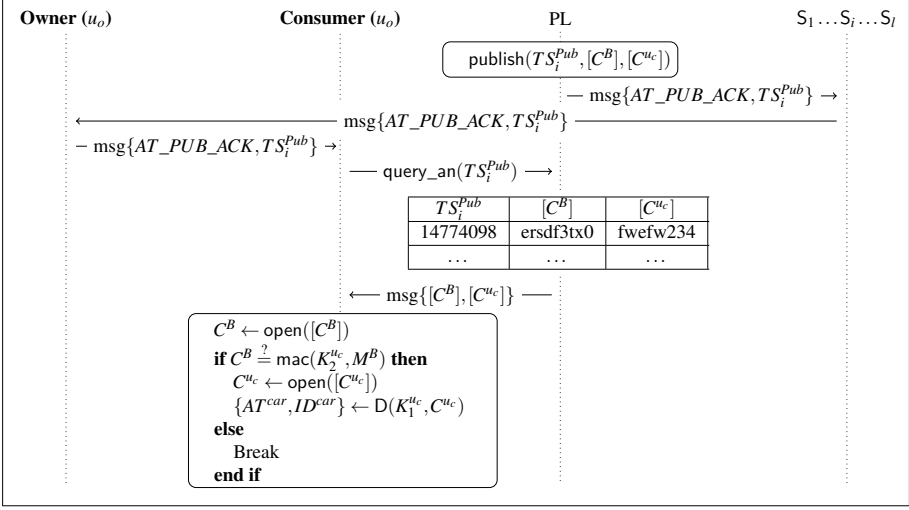 Owner (u_o) Consumer (u_o) PL S_1 ... S_i ... S_l
publish(TS_i^{Pub}, [C^B], [C^{u_c}])
msg{AT_PUB_ACK, TS_i^{Pub}}
msg{AT_PUB_ACK, TS_i^{Pub}}
msg{AT_PUB_ACK, TS_i^{Pub}}
query_an(TS_i^{Pub})
TS_i^{Pub} [C^B] [C^{u_c}]
14774098 ersdf3tx0 fwefw234
... ... ...
msg{[C^B], [C^{u_c}]}
C^B ← open([C^B])
if C^B ≟ mac(K_2^{u_c}, M^B) then
C^{u_c} ← open([C^{u_c}])
{AT^{car}, ID^{car}} ← D(K_1^{u_c}, C^{u_c})
else
Break
end if